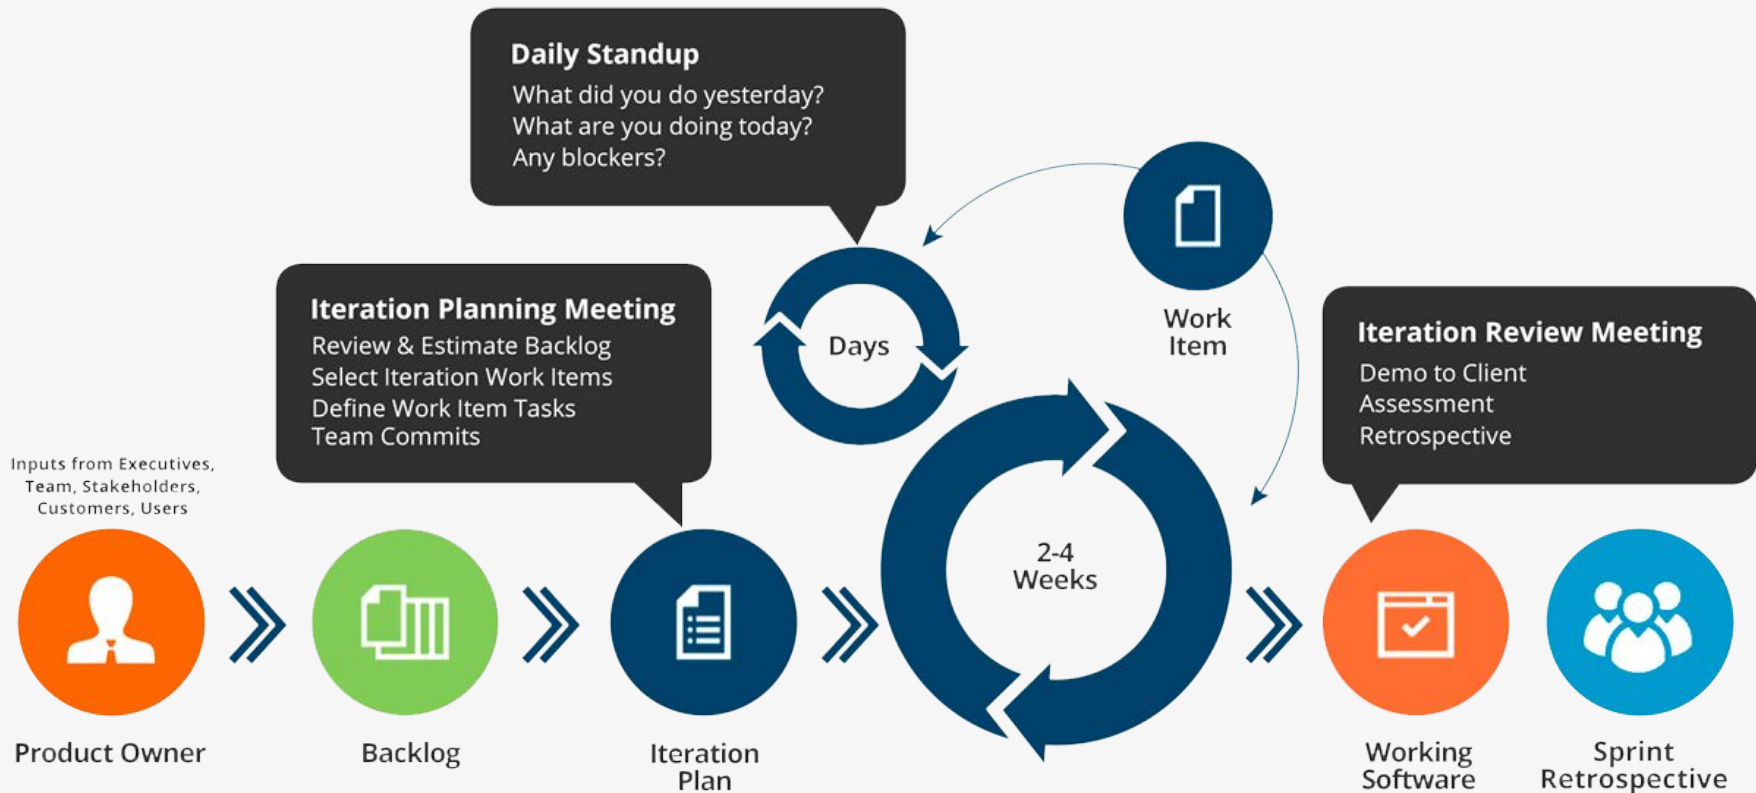 Daily Standup
What did you do yesterday?
What are you doing today?
Any blockers?
Iteration Planning Meeting
Review & Estimate Backlog
Select Iteration Work Items
Define Work Item Tasks
Team Commits
Days
Work
Item
Iteration Review Meeting
Demo to Client
Assessment
Retrospective
Inputs from Executives,
Team, Stakeholders,
Customers, Users
2-4
Weeks
Product Owner
Backlog
Iteration
Plan
Working
Software
Sprint
Retrospective